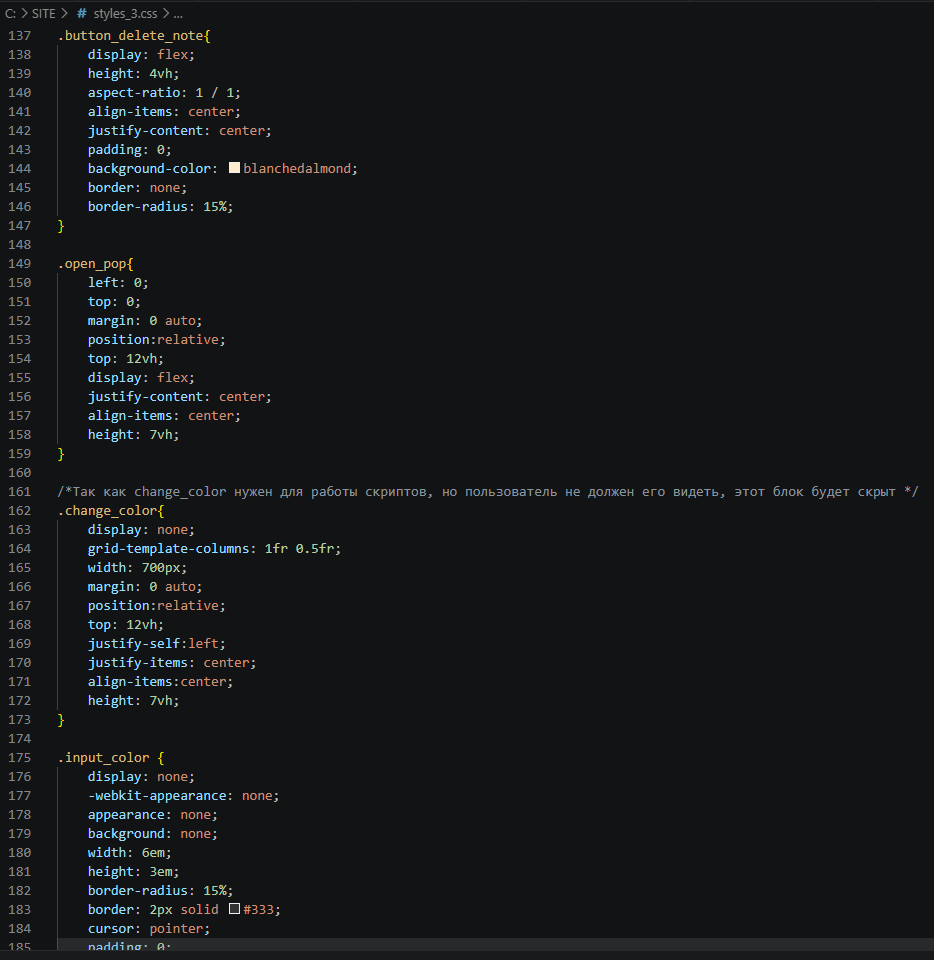 C: > SITE > # styles_3.css > ...
137 .button_delete_note{
138     display: flex;
139     height: 4vh;
140     aspect-ratio: 1 / 1;
141     align-items: center;
142     justify-content: center;
143     padding: 0;
144     background-color: blanchedalmond;
145     border: none;
146     border-radius: 15%;
147 }
148
149 .open_pop{
150     left: 0;
151     top: 0;
152     margin: 0 auto;
153     position:relative;
154     top: 12vh;
155     display: flex;
156     justify-content: center;
157     align-items: center;
158     height: 7vh;
159 }
160
161 /*Так как change_color нужен для работы скриптов, но пользователь не должен его видеть, этот блок будет скрыт */
162 .change_color{
163     display: none;
164     grid-template-columns: 1fr 0.5fr;
165     width: 700px;
166     margin: 0 auto;
167     position:relative;
168     top: 12vh;
169     justify-self:left;
170     justify-items: center;
171     align-items:center;
172     height: 7vh;
173 }
174
175 .input_color {
176     display: none;
177     -webkit-appearance: none;
178     appearance: none;
179     background: none;
180     width: 6em;
181     height: 3em;
182     border-radius: 15%;
183     border: 2px solid #333;
184     cursor: pointer;
185     padding: 0;